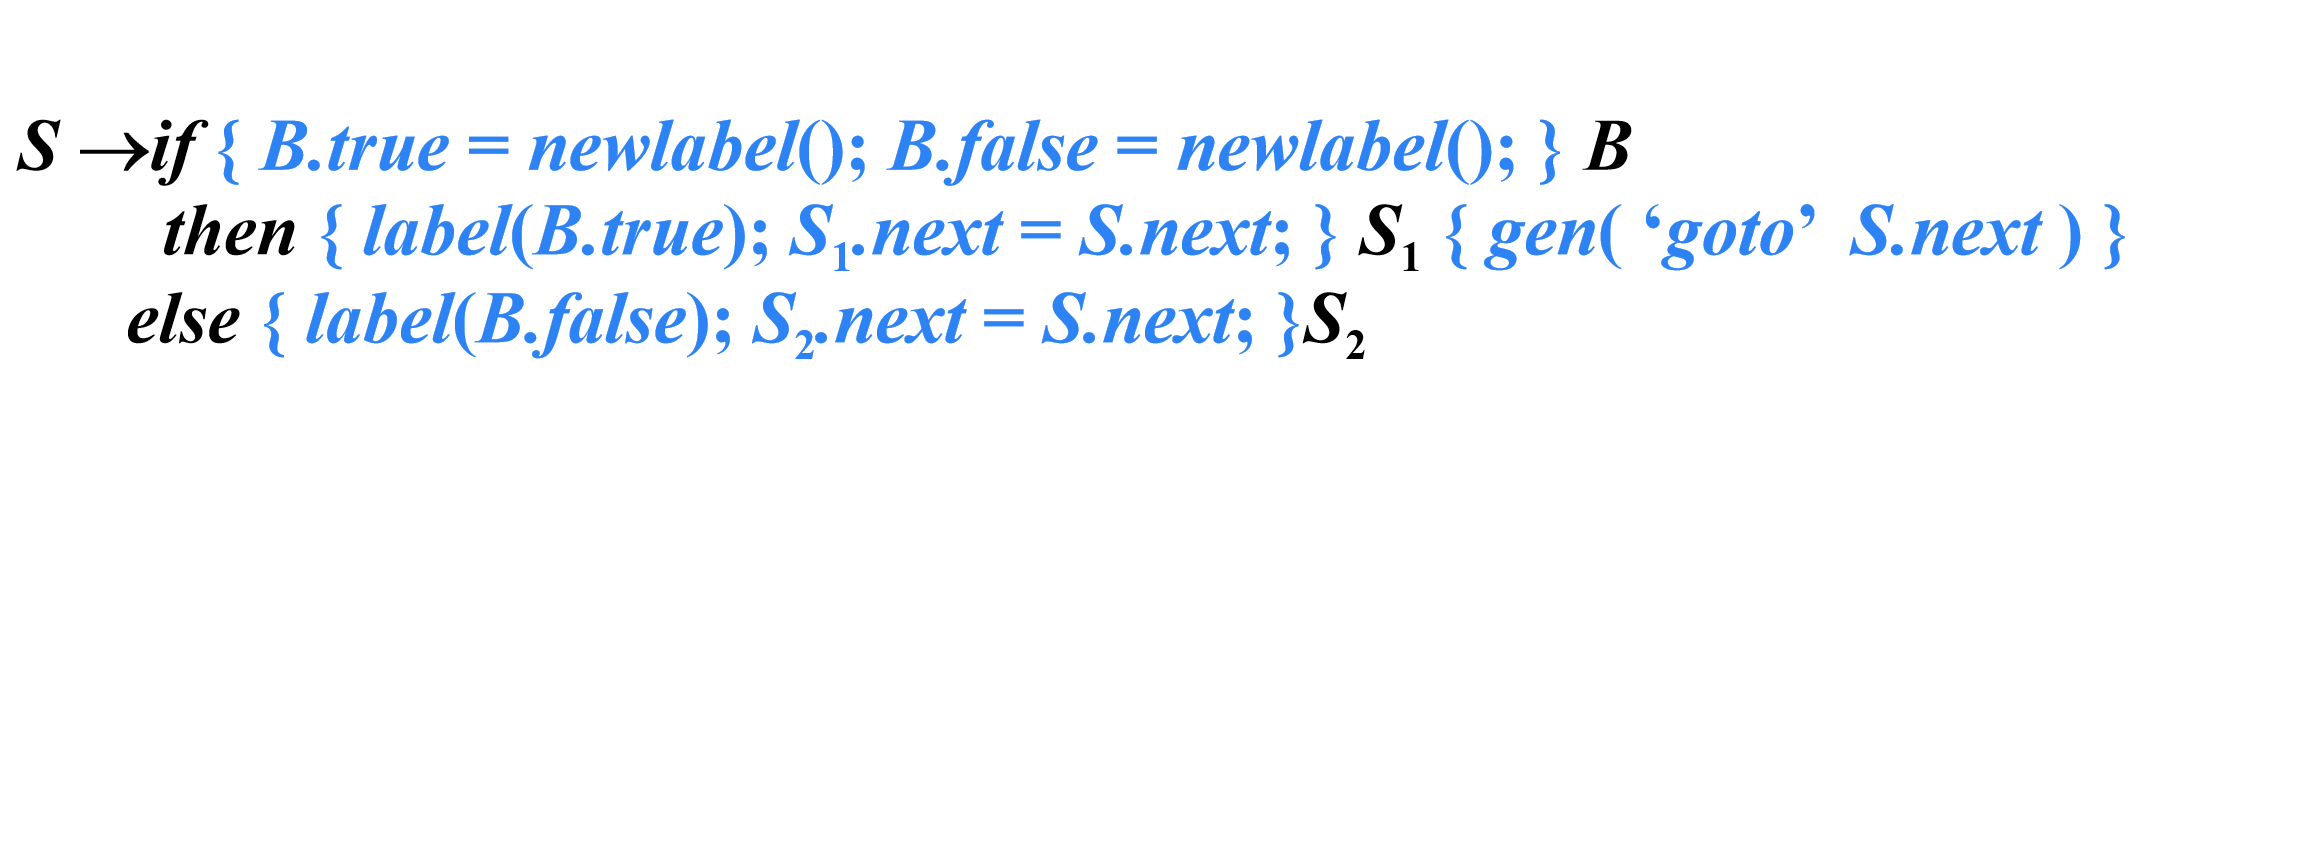 S →if { B.true = newlabel(); B.false = newlabel(); } B
then { label(B.true); S₁.next = S.next; } S₁ { gen( ‘goto’ S.next ) }
else { label(B.false); S₂.next = S.next; }S₂